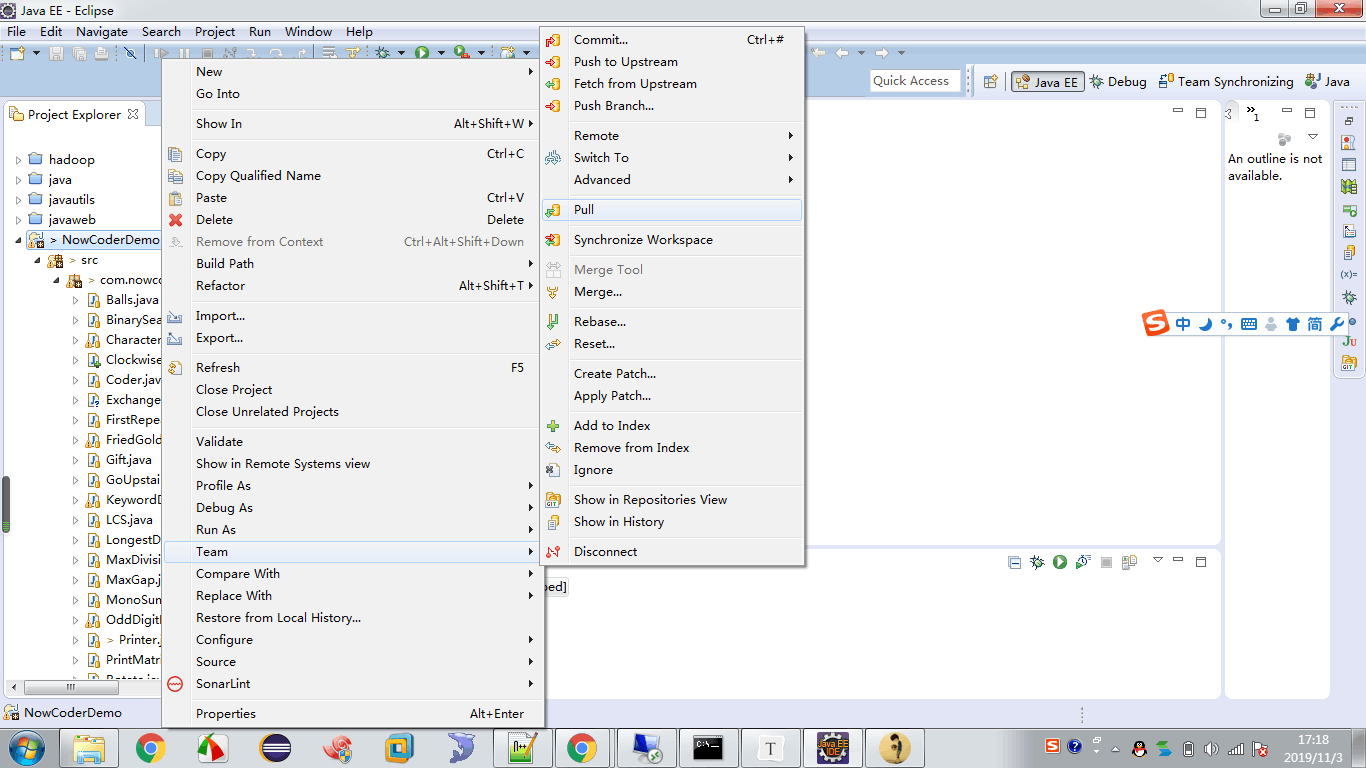 Java EE - Eclipse
File Edit Navigate Search Project Run Window Help
Quick Access
Java EE
Debug
Team Synchronizing
Java
Project Explorer
hadoop
java
javautils
javaweb
> NowCoderDemo
> src
> com.nowco
Balls.java
BinarySea
Character
Clockwise
Coder.jav
Exchange
FirstRepe
FriedGold
Gift.java
GoUpstai
KeywordD
LCS.java
LongestD
MaxDivisi
MaxGap.j
MonoSum
OddDigitI
> Printer.j
PrintMatri
NowCoderDemo
New
Go Into
Show In Alt+Shift+W
Copy Ctrl+C
Copy Qualified Name
Paste Ctrl+V
Delete Delete
Remove from Context Ctrl+Alt+Shift+Down
Build Path
Refactor Alt+Shift+T
Import...
Export...
Refresh F5
Close Project
Close Unrelated Projects
Validate
Show in Remote Systems view
Profile As
Debug As
Run As
Team
Compare With
Replace With
Restore from Local History...
Configure
Source
SonarLint
Properties Alt+Enter
Commit... Ctrl+#
Push to Upstream
Fetch from Upstream
Push Branch...
Remote
Switch To
Advanced
Pull
Synchronize Workspace
Merge Tool
Merge...
Rebase...
Reset...
Create Patch...
Apply Patch...
Add to Index
Remove from Index
Ignore
Show in Repositories View
Show in History
Disconnect
bed]
»1
An outline is not
available.
(x)=
中 简
Ju
GIT
17:18
2019/11/3